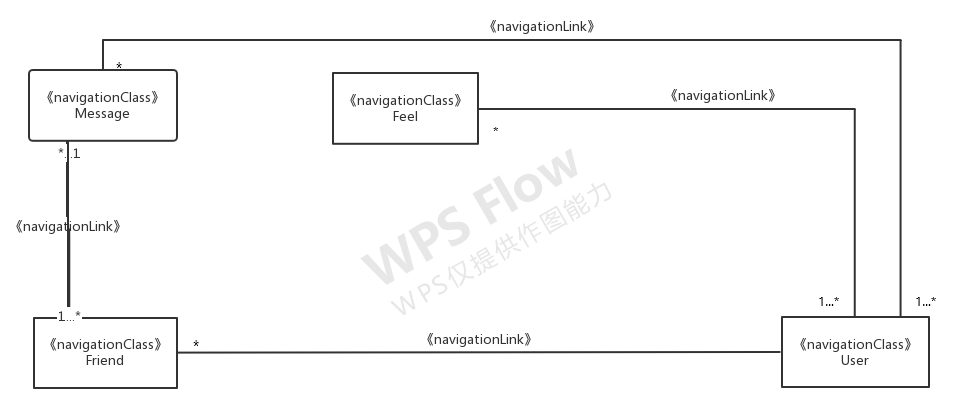 《navigationLink》
*
《navigationClass》
Message
《navigationClass》
Feel
《navigationLink》
*
*...1
WPS Flow
WPS仅提供作图能力
《navigationLink》
1...*
1...*
1...*
《navigationClass》
Friend
*
《navigationLink》
《navigationClass》
User